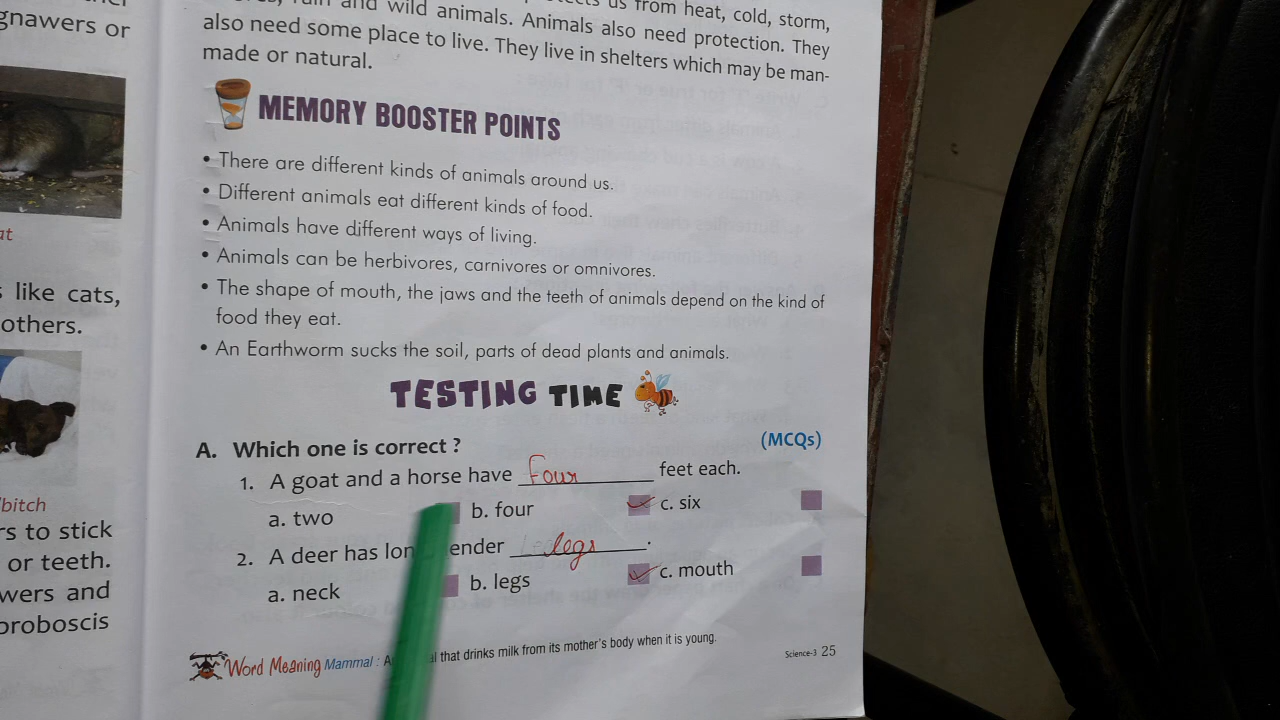 gnawers or
at
like cats,
others.
bitch
rs to stick
or teeth.
wers and
proboscis
us from heat, cold, storm,
and wild animals. Animals also need protection. They
also need some place to live. They live in shelters which may be man-
made or natural.
MEMORY BOOSTER POINTS
• There are different kinds of animals around us.
• Different animals eat different kinds of food.
• Animals have different ways of living.
• Animals can be herbivores, carnivores or omnivores.
• The shape of mouth, the jaws and the teeth of animals depend on the kind of
food they eat.
• An Earthworm sucks the soil, parts of dead plants and animals.
TESTING TIME
A. Which one is correct ? (MCQs)
1. A goat and a horse have four feet each.
a. two b. four c. six
2. A deer has lon ender legs.
a. neck b. legs c. mouth
Word Meaning Mammal : A al that drinks milk from its mother's body when it is young.
Science-3 25